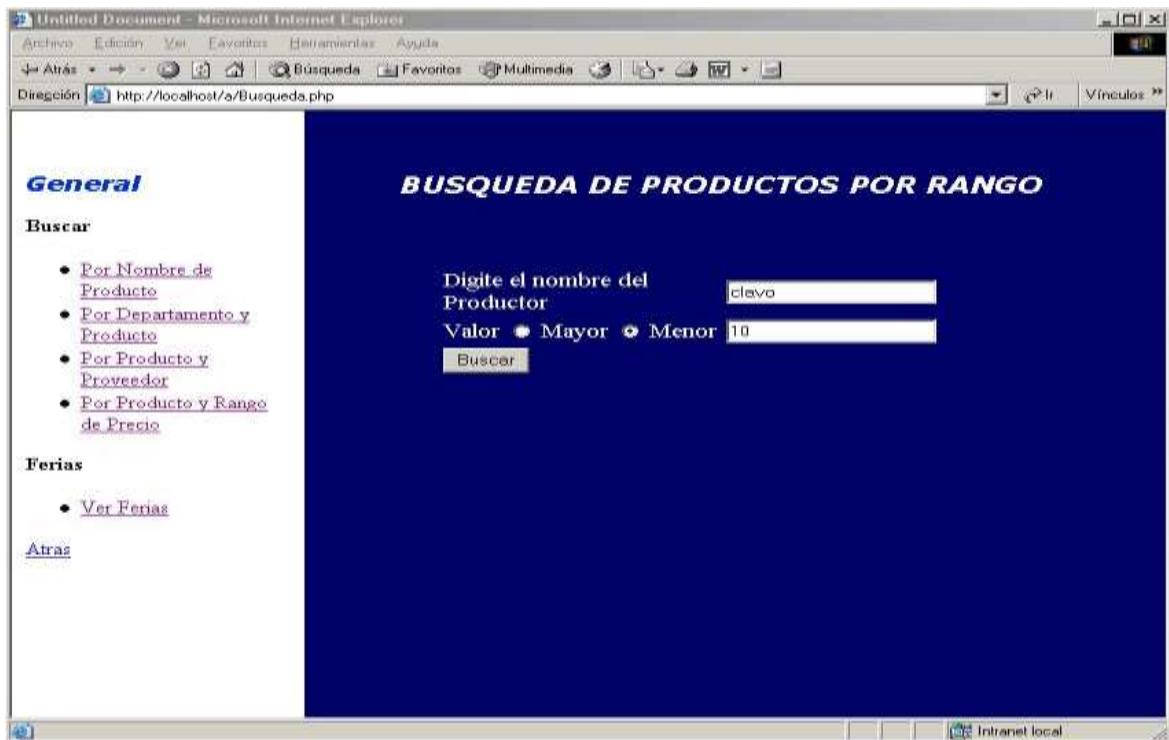 Untitled Document - Microsoft Internet Explorer
Archivo Edición Ver Favoritos Herramientas Ayuda
Atrás Búsqueda Favoritos Multimedia
Dirección http://localhost/a/Busqueda.php Ir Vínculos »
General
Buscar
Por Nombre de
Producto
Por Departamento y
Producto
Por Producto y
Proveedor
Por Producto y Rango
de Precio
Ferias
Ver Ferias
Atras
BUSQUEDA DE PRODUCTOS POR RANGO
Digite el nombre del
Productor
clavo
Valor Mayor Menor 10
Buscar
Intranet local